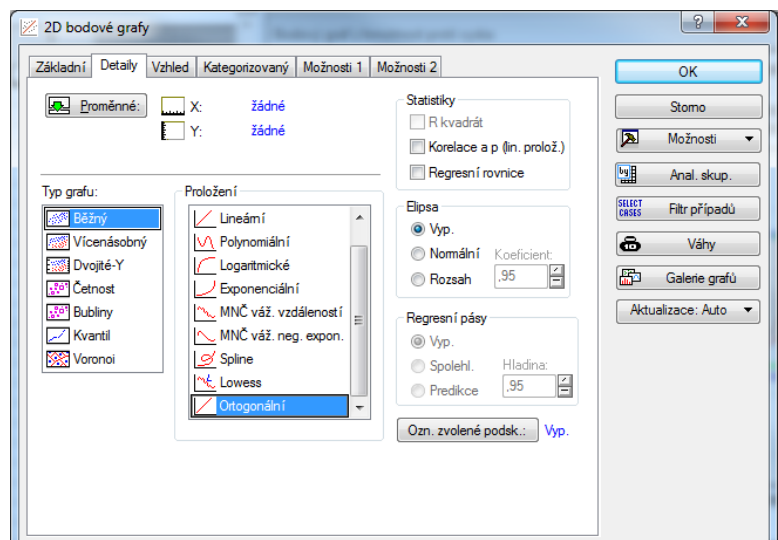 2D bodové grafy
Základní
Detaily
Vzhled
Kategorizovaný
Možnosti 1
Možnosti 2
Proměnné:
X: žádné
Y: žádné
Typ grafu:
Běžný
Vícenásobný
Dvojité-Y
Četnost
Bubliny
Kvantil
Voronoi
Proložení
Lineární
Polynomiální
Logaritmické
Exponenciální
MNČ váž. vzdáleností
MNČ váž. neg. expon.
Spline
Lowess
Ortogonální
Statistiky
R kvadrát
Korelace a p (lin. prolož.)
Regresní rovnice
Elipsa
Vyp.
Normální
Rozsah
Koeficient:
,95
Regresní pásy
Vyp.
Spolehl.
Predikce
Hladina:
,95
Ozn. zvolené podsk.: Vyp.
OK
Storno
Možnosti
by
Anal. skup.
SELECT
CASES
Filtr případů
Váhy
Galerie grafů
Aktualizace: Auto